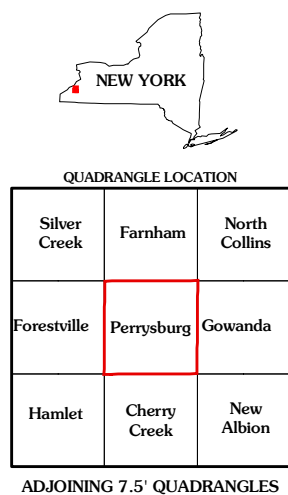 NEW YORK
QUADRANGLE LOCATION
Silver
Creek
Farnham
North
Collins
Forestville
Perrysburg
Gowanda
Hamlet
Cherry
Creek
New
Albion
ADJOINING 7.5' QUADRANGLES